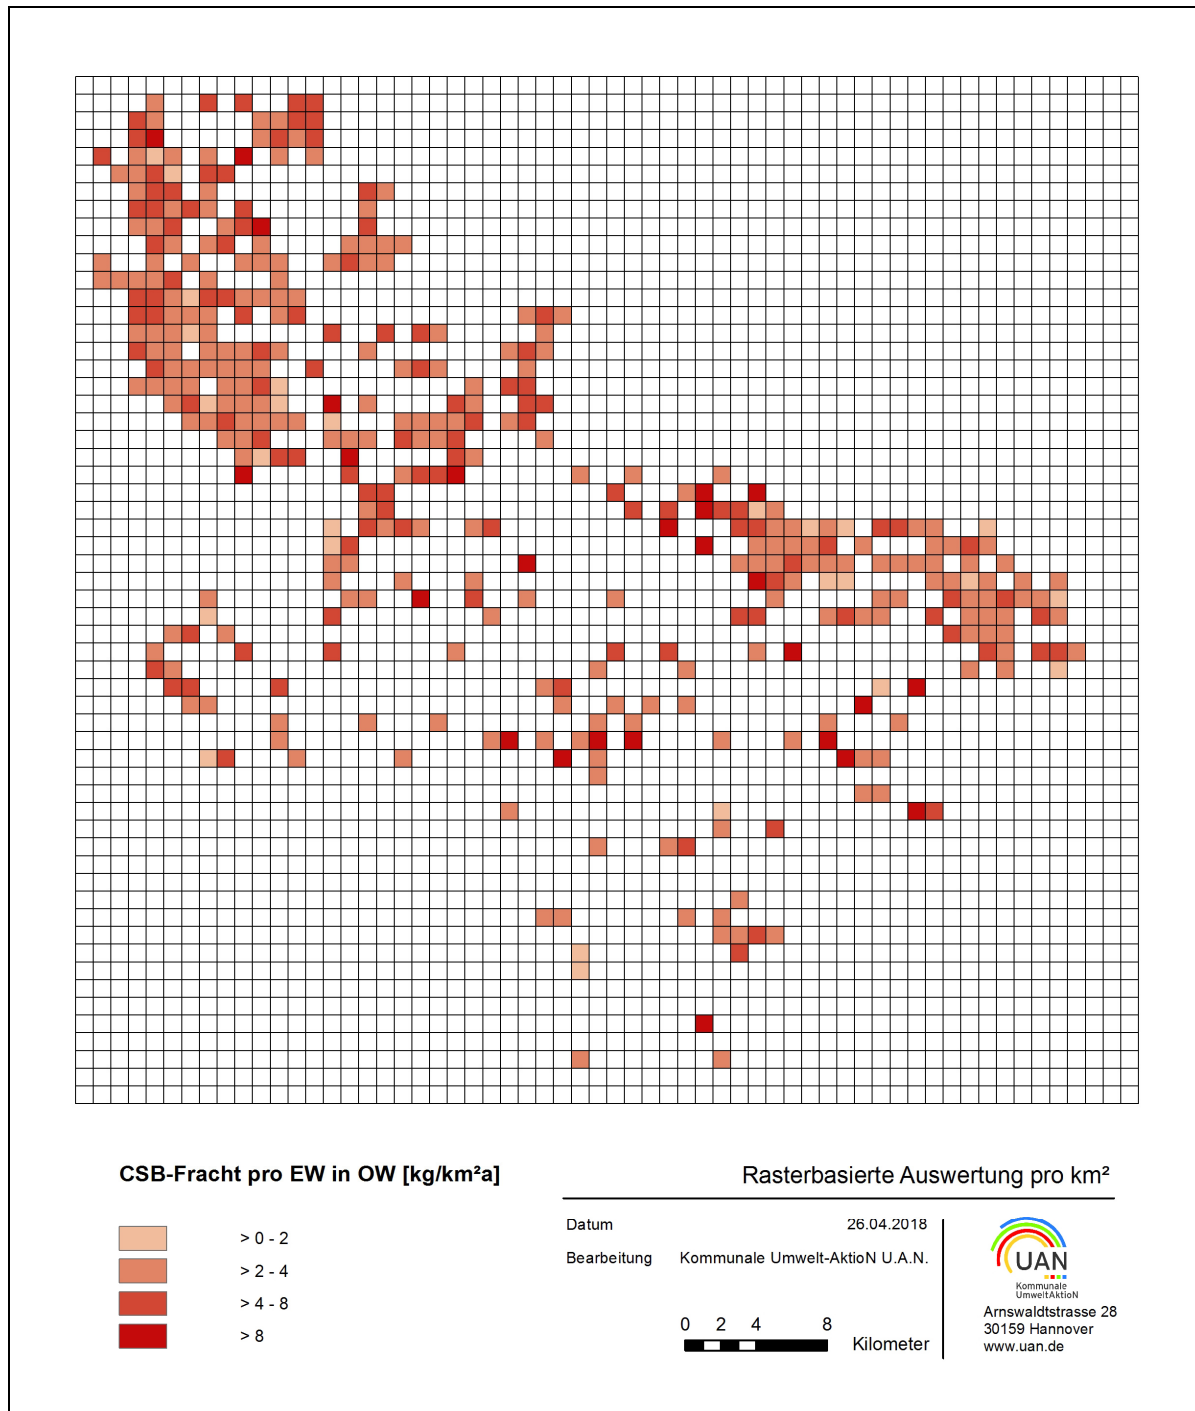 CSB-Fracht pro EW in OW [kg/km²a]
> 0 - 2
> 2 - 4
> 4 - 8
> 8
Rasterbasierte Auswertung pro km²
Datum 26.04.2018
Bearbeitung Kommunale Umwelt-AktioN U.A.N.
0 2 4 8
Kilometer
UAN
Kommunale
UmweltAktioN
Arnswaldtstrasse 28
30159 Hannover
www.uan.de